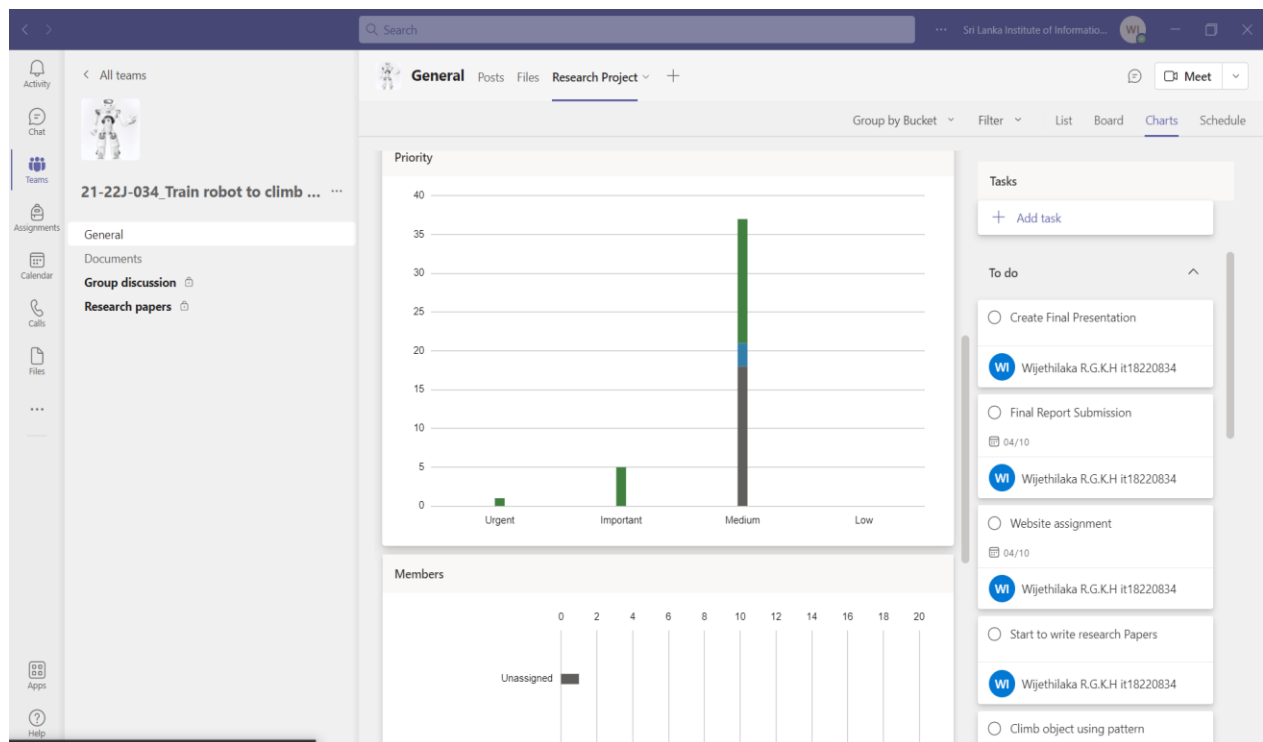 Search
Sri Lanka Institute of Informatio...
WI
Activity
Chat
Teams
Assignments
Calendar
Calls
Files
Apps
Help
All teams
21-22J-034_Train robot to climb ...
General
Documents
Group discussion
Research papers
General Posts Files Research Project
Meet
Group by Bucket Filter List Board Charts Schedule
Priority
40
35
30
25
20
15
10
5
0
Urgent Important Medium Low
Members
0 2 4 6 8 10 12 14 16 18 20
Unassigned
Tasks
Add task
To do
Create Final Presentation
WI Wijethilaka R.G.K.H it18220834
Final Report Submission
04/10
WI Wijethilaka R.G.K.H it18220834
Website assignment
04/10
WI Wijethilaka R.G.K.H it18220834
Start to write research Papers
WI Wijethilaka R.G.K.H it18220834
Climb object using pattern